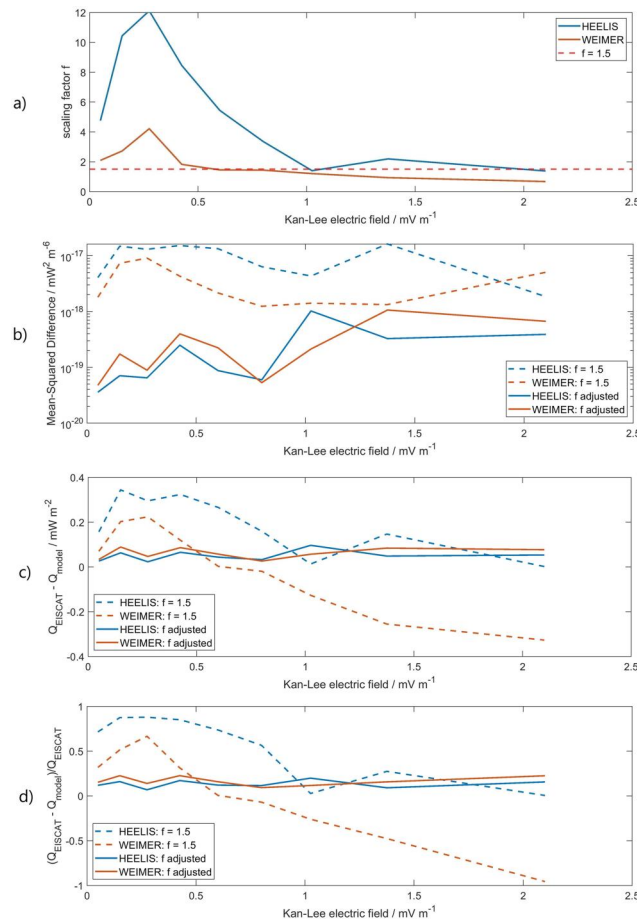 a)
scaling factor f
12
10
8
6
4
2
0
0 0.5 1 1.5 2 2.5
Kan-Lee electric field / mV m⁻¹
HEELIS
WEIMER
f = 1.5
b)
Mean-Squared Difference / mW² m⁻⁶
10⁻¹⁷
10⁻¹⁸
10⁻¹⁹
10⁻²⁰
0 0.5 1 1.5 2 2.5
Kan-Lee electric field / mV m⁻¹
HEELIS: f = 1.5
WEIMER: f = 1.5
HEELIS: f adjusted
WEIMER: f adjusted
c)
Q_EISCAT - Q_model / mW m⁻²
0.4
0.2
0
-0.2
-0.4
0 0.5 1 1.5 2 2.5
Kan-Lee electric field / mV m⁻¹
HEELIS: f = 1.5
WEIMER: f = 1.5
HEELIS: f adjusted
WEIMER: f adjusted
d)
(Q_EISCAT - Q_model)/Q_EISCAT
1
0.5
0
-0.5
-1
0 0.5 1 1.5 2 2.5
Kan-Lee electric field / mV m⁻¹
HEELIS: f = 1.5
WEIMER: f = 1.5
HEELIS: f adjusted
WEIMER: f adjusted